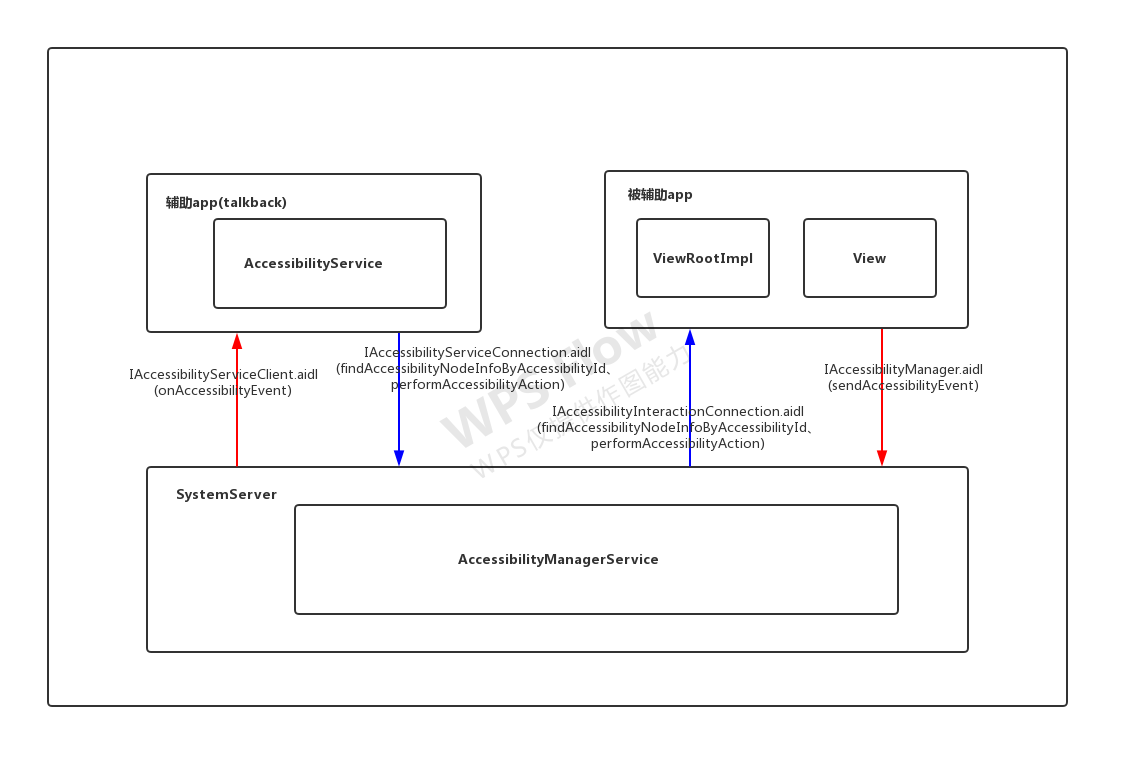 辅助app(talkback)
AccessibilityService
被辅助app
ViewRootImpl
View
IAccessibilityServiceClient.aidl
(onAccessibilityEvent)
IAccessibilityServiceConnection.aidl
(findAccessibilityNodeInfoByAccessibilityId、
performAccessibilityAction)
IAccessibilityInteractionConnection.aidl
(findAccessibilityNodeInfoByAccessibilityId、
performAccessibilityAction)
IAccessibilityManager.aidl
(sendAccessibilityEvent)
WPS Flow
WPS仅提供作图能力
SystemServer
AccessibilityManagerService